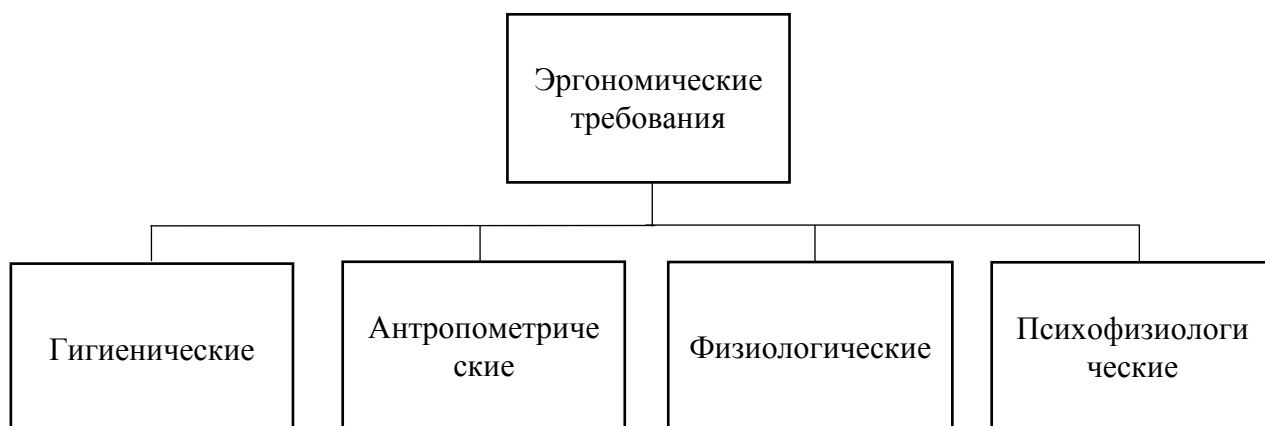 Эргономические
требования
Гигиенические
Антропометриче
ские
Физиологические
Психофизиологи
ческие